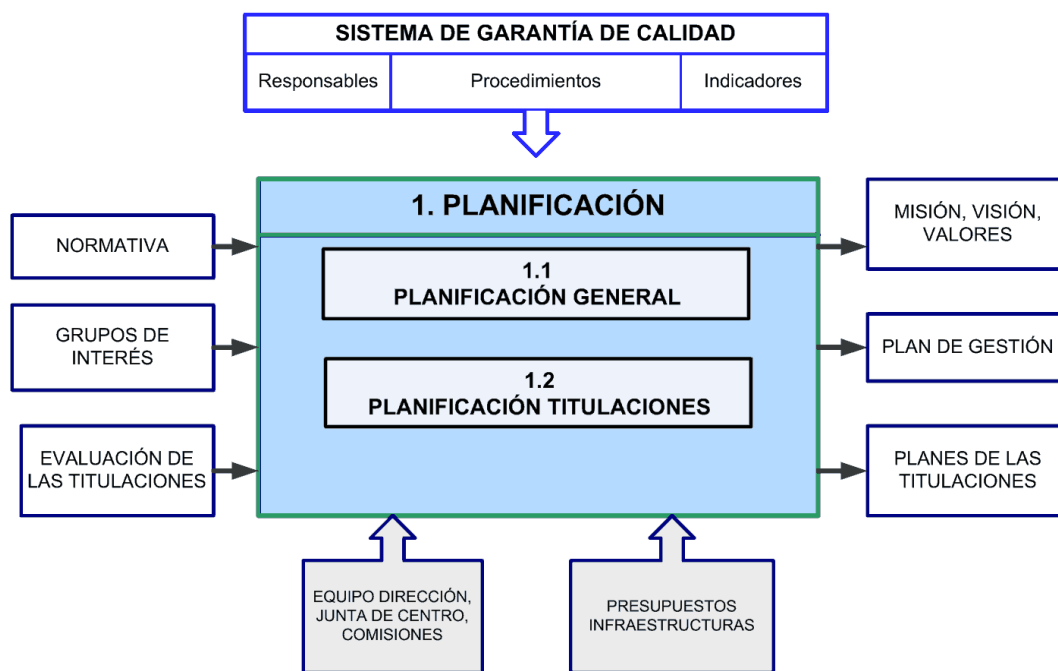 SISTEMA DE GARANTÍA DE CALIDAD
Responsables
Procedimientos
Indicadores
1. PLANIFICACIÓN
NORMATIVA
GRUPOS DE
INTERÉS
EVALUACIÓN DE
LAS TITULACIONES
1.1
PLANIFICACIÓN GENERAL
1.2
PLANIFICACIÓN TITULACIONES
MISIÓN, VISIÓN,
VALORES
PLAN DE GESTIÓN
PLANES DE LAS
TITULACIONES
EQUIPO DIRECCIÓN,
JUNTA DE CENTRO,
COMISIONES
PRESUPUESTOS
INFRAESTRUCTURAS